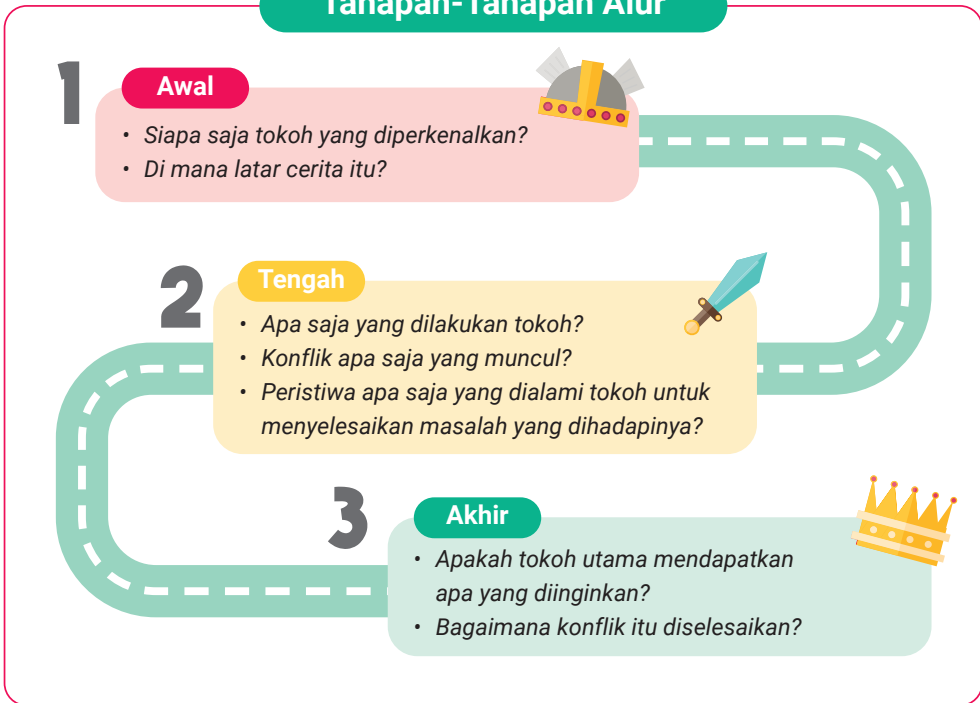 Tahapan-Tahapan Alur
1
Awal
• Siapa saja tokoh yang diperkenalkan?
• Di mana latar cerita itu?
2
Tengah
• Apa saja yang dilakukan tokoh?
• Konflik apa saja yang muncul?
• Peristiwa apa saja yang dialami tokoh untuk
menyelesaikan masalah yang dihadapinya?
3
Akhir
• Apakah tokoh utama mendapatkan
apa yang diinginkan?
• Bagaimana konflik itu diselesaikan?